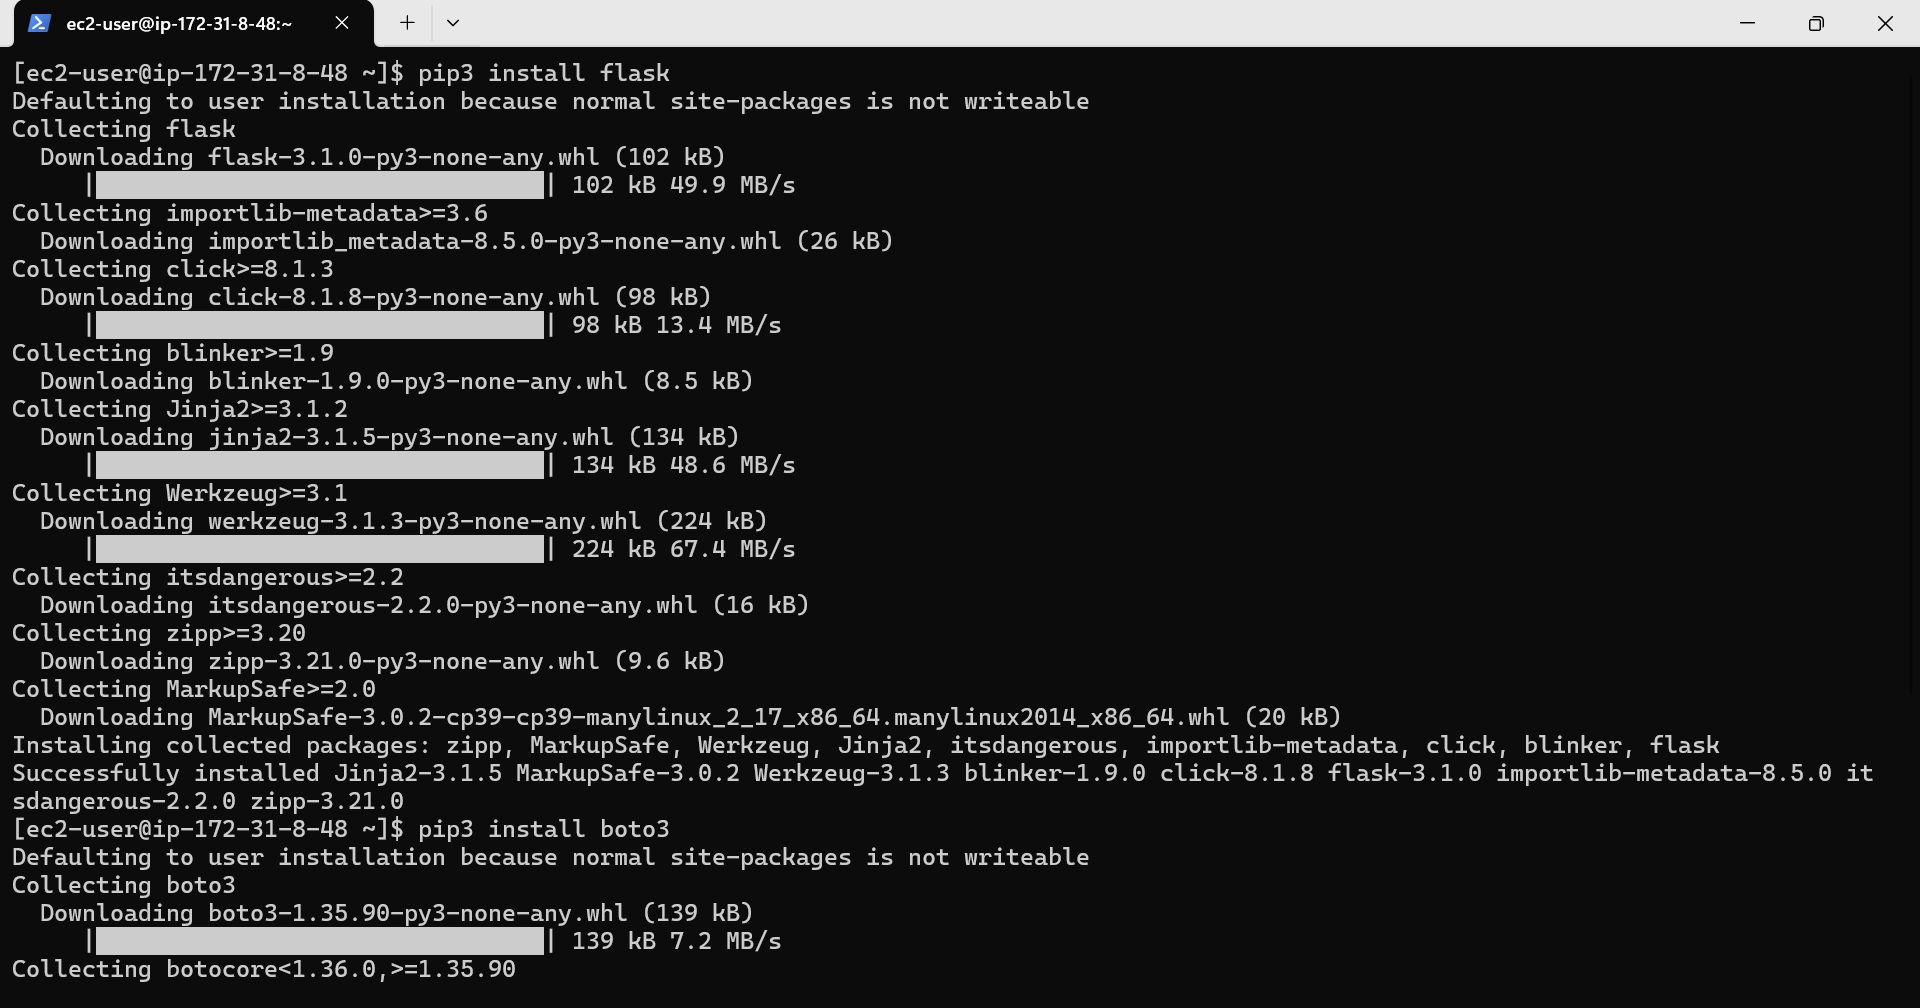 ec2-user@ip-172-31-8-48:~
[ec2-user@ip-172-31-8-48 ~]$ pip3 install flask
Defaulting to user installation because normal site-packages is not writeable
Collecting flask
  Downloading flask-3.1.0-py3-none-any.whl (102 kB)
     |████████████████████████████████| 102 kB 49.9 MB/s
Collecting importlib-metadata>=3.6
  Downloading importlib_metadata-8.5.0-py3-none-any.whl (26 kB)
Collecting click>=8.1.3
  Downloading click-8.1.8-py3-none-any.whl (98 kB)
     |████████████████████████████████| 98 kB 13.4 MB/s
Collecting blinker>=1.9
  Downloading blinker-1.9.0-py3-none-any.whl (8.5 kB)
Collecting Jinja2>=3.1.2
  Downloading jinja2-3.1.5-py3-none-any.whl (134 kB)
     |████████████████████████████████| 134 kB 48.6 MB/s
Collecting Werkzeug>=3.1
  Downloading werkzeug-3.1.3-py3-none-any.whl (224 kB)
     |████████████████████████████████| 224 kB 67.4 MB/s
Collecting itsdangerous>=2.2
  Downloading itsdangerous-2.2.0-py3-none-any.whl (16 kB)
Collecting zipp>=3.20
  Downloading zipp-3.21.0-py3-none-any.whl (9.6 kB)
Collecting MarkupSafe>=2.0
  Downloading MarkupSafe-3.0.2-cp39-cp39-manylinux_2_17_x86_64.manylinux2014_x86_64.whl (20 kB)
Installing collected packages: zipp, MarkupSafe, Werkzeug, Jinja2, itsdangerous, importlib-metadata, click, blinker, flask
Successfully installed Jinja2-3.1.5 MarkupSafe-3.0.2 Werkzeug-3.1.3 blinker-1.9.0 click-8.1.8 flask-3.1.0 importlib-metadata-8.5.0 it
sdangerous-2.2.0 zipp-3.21.0
[ec2-user@ip-172-31-8-48 ~]$ pip3 install boto3
Defaulting to user installation because normal site-packages is not writeable
Collecting boto3
  Downloading boto3-1.35.90-py3-none-any.whl (139 kB)
     |████████████████████████████████| 139 kB 7.2 MB/s
Collecting botocore<1.36.0,>=1.35.90